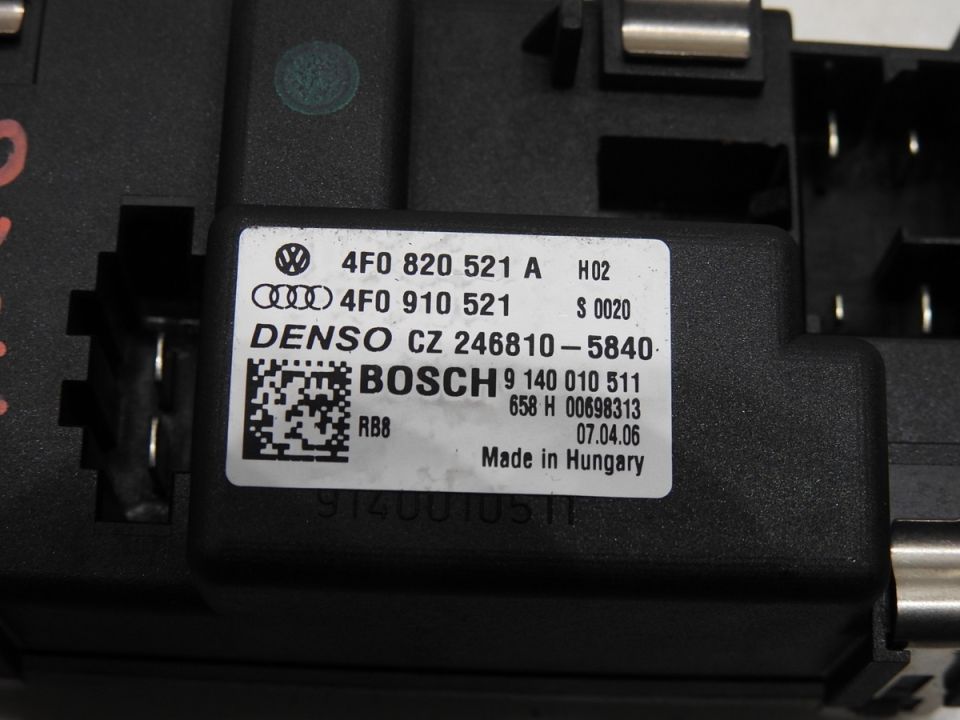 4F0 820 521 A H02
4F0 910 521 S 0020
DENSO CZ 246810-5840
BOSCH 9 140 010 511
658 H 00698313
RB8 07.04.06
Made in Hungary
9140010511